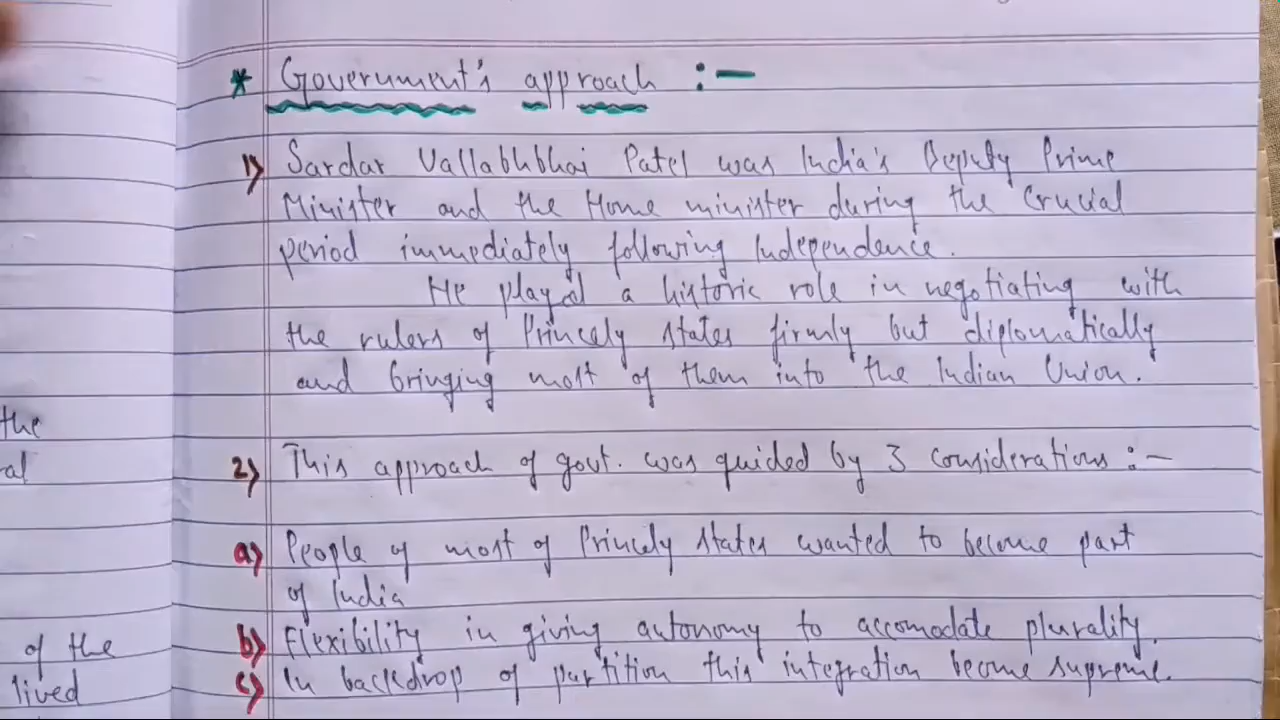 the
al
of the
lived
* Government's approach :-
1) Sardar Vallabhbhai Patel was India's Deputy Prime
Minister and the Home minister during the Crucial
period immediately following Independence.
He played a historic role in negotiating with
the rulers of Princely states firmly but diplomatically
and bringing most of them into the Indian Union.
2) This approach of govt. was guided by 3 considerations :-
a) People of most of Princely states wanted to become part
of India
b) Flexibility in giving autonomy to accomodate plurality.
c) In backdrop of partition this integration become supreme.